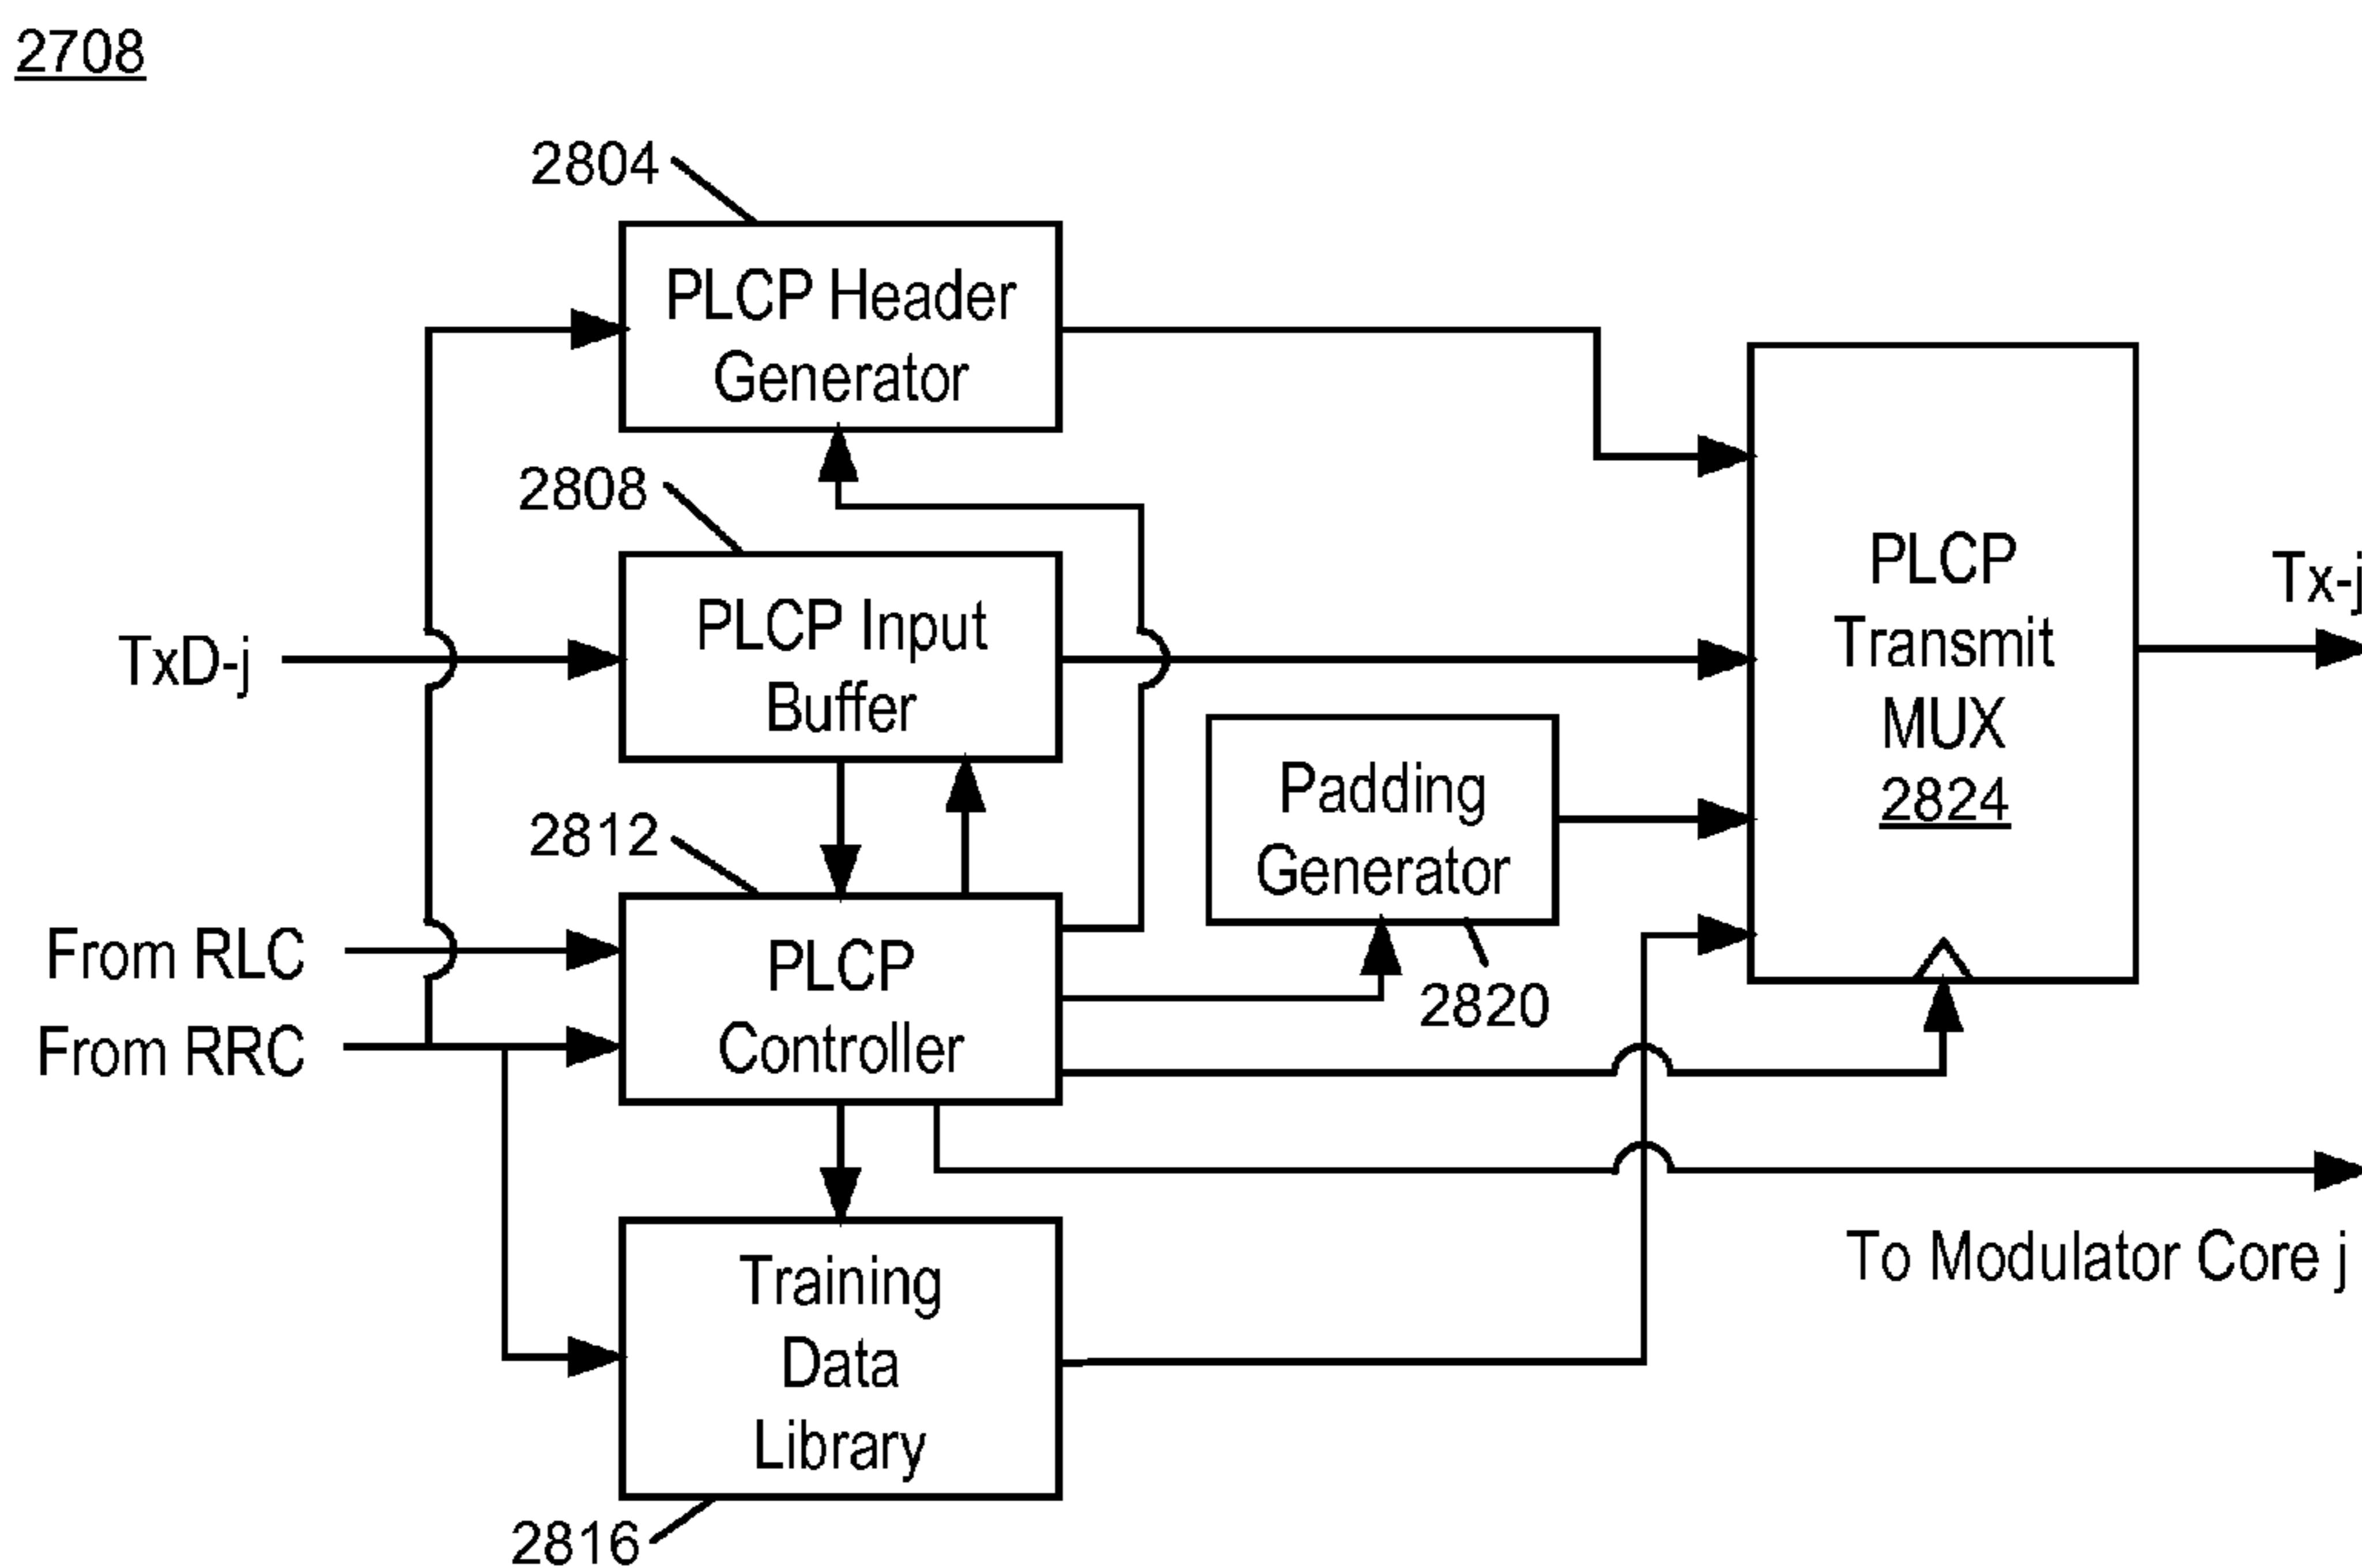 2708
2804
PLCP Header
Generator
2808
PLCP Input
Buffer
TxD-j
PLCP
Transmit
MUX
2824
Tx-j
Padding
Generator
2820
2812
From RLC
From RRC
PLCP
Controller
To Modulator Core j
Training
Data
Library
2816